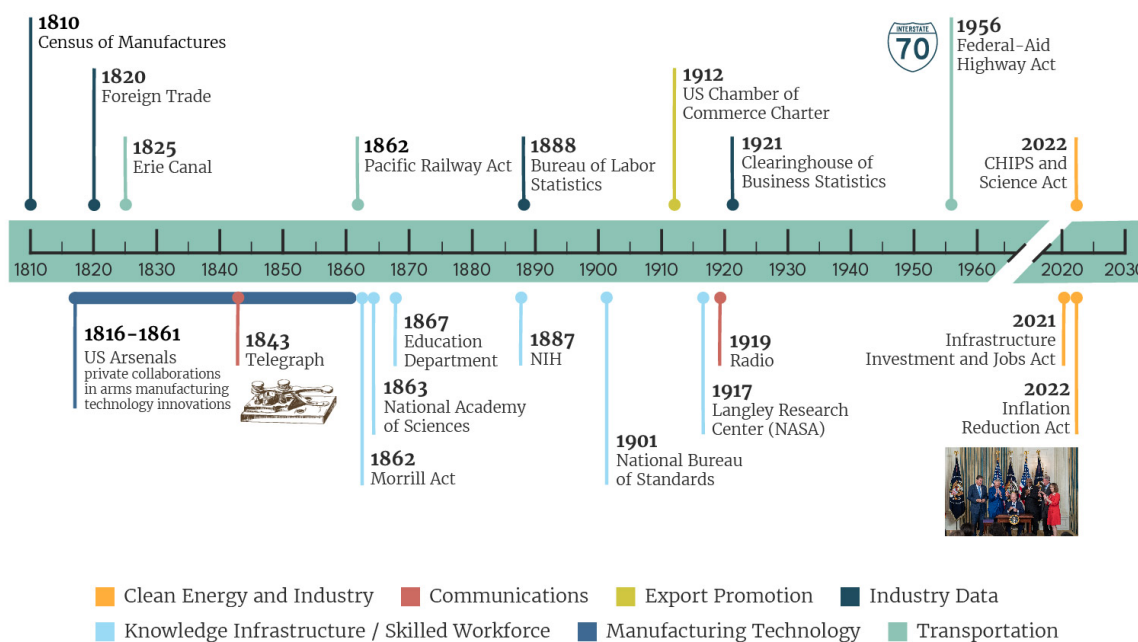 1810
Census of Manufactures
1820
Foreign Trade
1825
Erie Canal
1862
Pacific Railway Act
1888
Bureau of Labor
Statistics
1912
US Chamber of
Commerce Charter
1921
Clearinghouse of
Business Statistics
INTERSTATE
70
1956
Federal-Aid
Highway Act
2022
CHIPS and
Science Act
1810 1820 1830 1840 1850 1860 1870 1880 1890 1900 1910 1920 1930 1940 1950 1960 2020 2030
1816-1861
US Arsenals
private collaborations
in arms manufacturing
technology innovations
1843
Telegraph
1867
Education
Department
1863
National Academy
of Sciences
1862
Morrill Act
1887
NIH
1901
National Bureau
of Standards
1919
Radio
1917
Langley Research
Center (NASA)
2021
Infrastructure
Investment and Jobs Act
2022
Inflation
Reduction Act
Clean Energy and Industry
Communications
Export Promotion
Industry Data
Knowledge Infrastructure / Skilled Workforce
Manufacturing Technology
Transportation